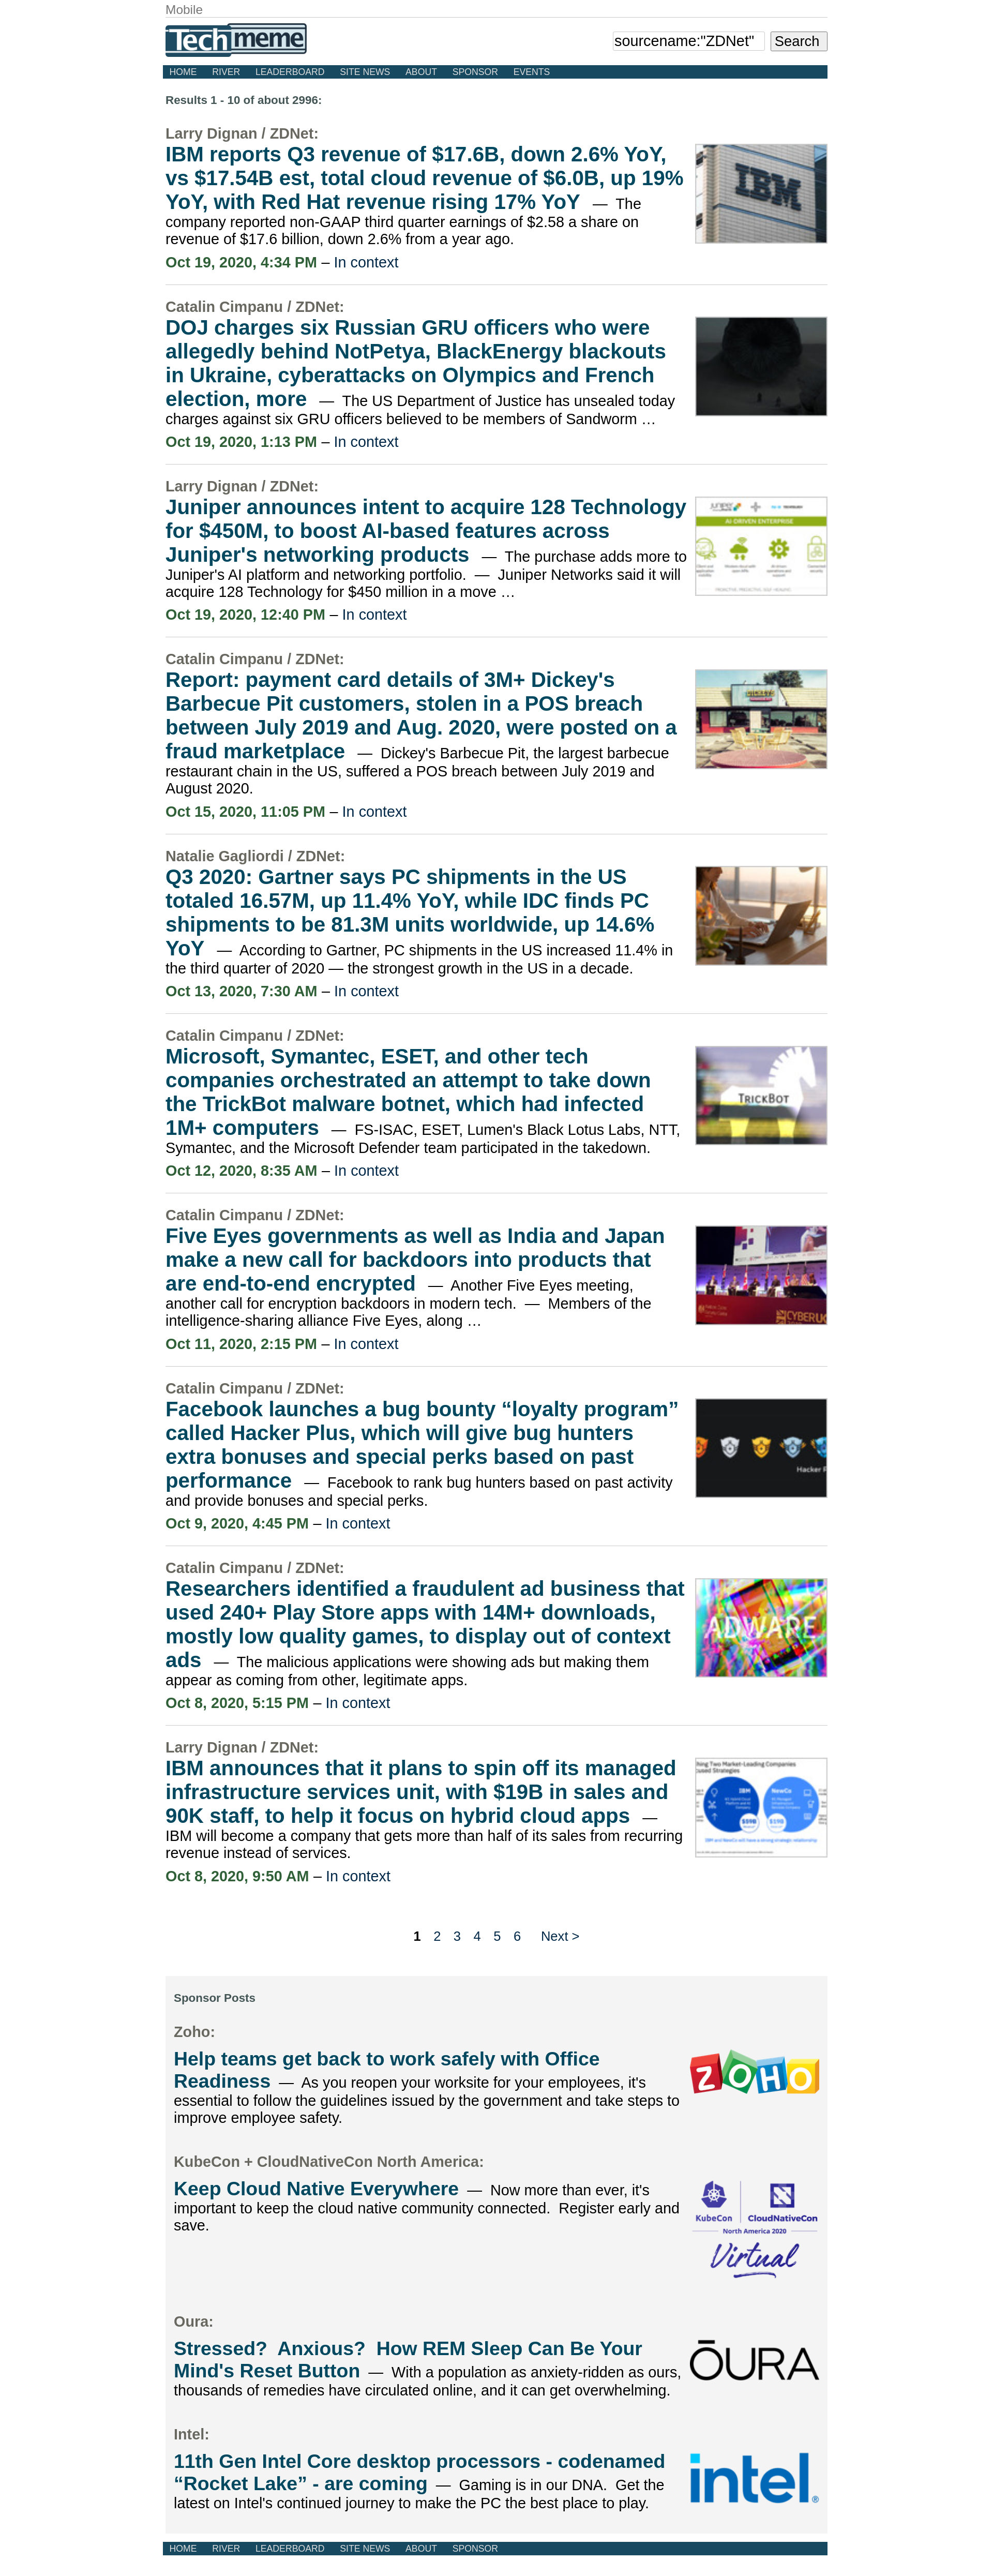 Mobile
Techmeme
sourcename:"ZDNet" Search
HOME RIVER LEADERBOARD SITE NEWS ABOUT SPONSOR EVENTS
Results 1 - 10 of about 2996:
Larry Dignan / ZDNet:
IBM reports Q3 revenue of $17.6B, down 2.6% YoY,
vs $17.54B est, total cloud revenue of $6.0B, up 19%
YoY, with Red Hat revenue rising 17% YoY — The
company reported non-GAAP third quarter earnings of $2.58 a share on
revenue of $17.6 billion, down 2.6% from a year ago.
IBM
Oct 19, 2020, 4:34 PM – In context
Catalin Cimpanu / ZDNet:
DOJ charges six Russian GRU officers who were
allegedly behind NotPetya, BlackEnergy blackouts
in Ukraine, cyberattacks on Olympics and French
election, more — The US Department of Justice has unsealed today
charges against six GRU officers believed to be members of Sandworm …
Oct 19, 2020, 1:13 PM – In context
Larry Dignan / ZDNet:
Juniper announces intent to acquire 128 Technology
for $450M, to boost AI-based features across
Juniper's networking products — The purchase adds more to
Juniper's AI platform and networking portfolio. — Juniper Networks said it will
acquire 128 Technology for $450 million in a move …
AI DRIVEN ENTERPRISE
Oct 19, 2020, 12:40 PM – In context
Catalin Cimpanu / ZDNet:
Report: payment card details of 3M+ Dickey's
Barbecue Pit customers, stolen in a POS breach
between July 2019 and Aug. 2020, were posted on a
fraud marketplace — Dickey's Barbecue Pit, the largest barbecue
restaurant chain in the US, suffered a POS breach between July 2019 and
August 2020.
Oct 15, 2020, 11:05 PM – In context
Natalie Gagliordi / ZDNet:
Q3 2020: Gartner says PC shipments in the US
totaled 16.57M, up 11.4% YoY, while IDC finds PC
shipments to be 81.3M units worldwide, up 14.6%
YoY — According to Gartner, PC shipments in the US increased 11.4% in
the third quarter of 2020 — the strongest growth in the US in a decade.
Oct 13, 2020, 7:30 AM – In context
Catalin Cimpanu / ZDNet:
Microsoft, Symantec, ESET, and other tech
companies orchestrated an attempt to take down
the TrickBot malware botnet, which had infected
1M+ computers — FS-ISAC, ESET, Lumen's Black Lotus Labs, NTT,
Symantec, and the Microsoft Defender team participated in the takedown.
TRICKBOT
Oct 12, 2020, 8:35 AM – In context
Catalin Cimpanu / ZDNet:
Five Eyes governments as well as India and Japan
make a new call for backdoors into products that
are end-to-end encrypted — Another Five Eyes meeting,
another call for encryption backdoors in modern tech. — Members of the
intelligence-sharing alliance Five Eyes, along …
CYBERUK
Oct 11, 2020, 2:15 PM – In context
Catalin Cimpanu / ZDNet:
Facebook launches a bug bounty “loyalty program”
called Hacker Plus, which will give bug hunters
extra bonuses and special perks based on past
performance — Facebook to rank bug hunters based on past activity
and provide bonuses and special perks.
Hacker P
Oct 9, 2020, 4:45 PM – In context
Catalin Cimpanu / ZDNet:
Researchers identified a fraudulent ad business that
used 240+ Play Store apps with 14M+ downloads,
mostly low quality games, to display out of context
ads — The malicious applications were showing ads but making them
appear as coming from other, legitimate apps.
ADWARE
Oct 8, 2020, 5:15 PM – In context
Larry Dignan / ZDNet:
IBM announces that it plans to spin off its managed
infrastructure services unit, with $19B in sales and
90K staff, to help it focus on hybrid cloud apps —
IBM will become a company that gets more than half of its sales from recurring
revenue instead of services.
IBM NewCo
$59B $19B
Oct 8, 2020, 9:50 AM – In context
1 2 3 4 5 6 Next >
Sponsor Posts
Zoho:
Help teams get back to work safely with Office
Readiness — As you reopen your worksite for your employees, it's
essential to follow the guidelines issued by the government and take steps to
improve employee safety.
ZOHO
KubeCon + CloudNativeCon North America:
Keep Cloud Native Everywhere — Now more than ever, it's
important to keep the cloud native community connected. Register early and
save.
KubeCon CloudNativeCon
North America 2020
Virtual
Oura:
Stressed? Anxious? How REM Sleep Can Be Your
Mind's Reset Button — With a population as anxiety-ridden as ours,
thousands of remedies have circulated online, and it can get overwhelming.
ŌURA
Intel:
11th Gen Intel Core desktop processors - codenamed
“Rocket Lake” - are coming — Gaming is in our DNA. Get the
latest on Intel's continued journey to make the PC the best place to play.
intel®
HOME RIVER LEADERBOARD SITE NEWS ABOUT SPONSOR